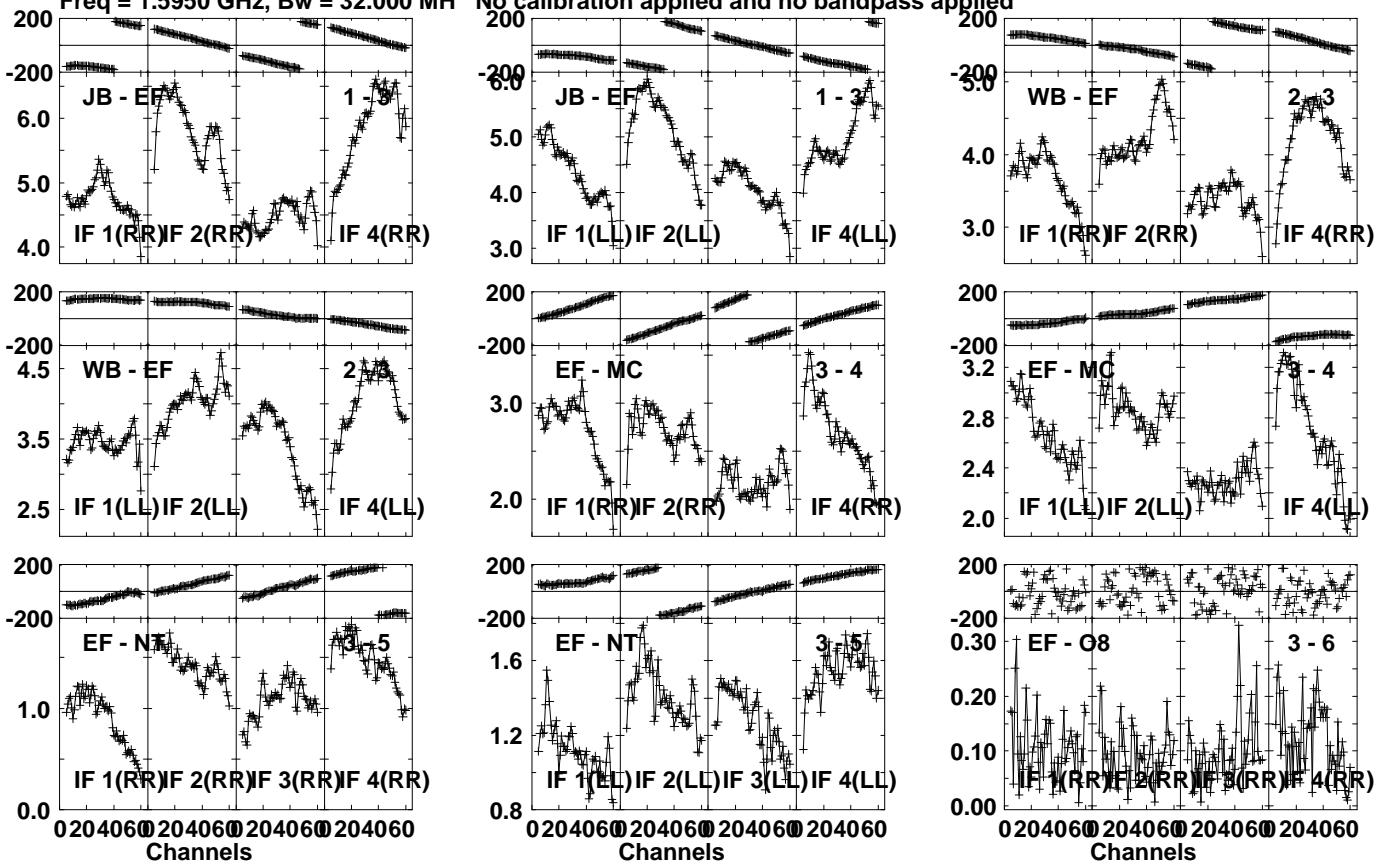 Freq = 1.5950 GHz, Bw = 32.000 MH No calibration applied and no bandpass applied
200
-200
JB - EF 1 - 3
6.0
5.0
4.0
IF 1(RR) IF 2(RR) IF 4(RR)
200
-200
JB - EF 1 - 3
6.0
5.0
4.0
3.0
IF 1(LL) IF 2(LL) IF 4(LL)
200
-200
WB - EF 2 - 3
5.0
4.0
3.0
IF 1(RR) IF 2(RR) IF 4(RR)
200
-200
WB - EF 2 - 3
4.5
3.5
2.5
IF 1(LL) IF 2(LL) IF 4(LL)
200
-200
EF - MC 3 - 4
3.0
2.0
IF 1(RR) IF 2(RR) IF 4(RR)
200
-200
EF - MC 3 - 4
3.2
2.8
2.4
2.0
IF 1(LL) IF 2(LL) IF 4(LL)
200
-200
EF - NT 3 - 5
1.0
0.0
IF 1(RR) IF 2(RR) IF 3(RR) IF 4(RR)
0 20 40 60 0 20 40 60 0 20 40 60 0 20 40 60
Channels
200
-200
EF - NT 3 - 5
1.6
1.2
0.8
IF 1(LL) IF 2(LL) IF 3(LL) IF 4(LL)
0 20 40 60 0 20 40 60 0 20 40 60 0 20 40 60
Channels
200
-200
EF - O8 3 - 6
0.30
0.20
0.10
0.00
IF 1(RR) IF 2(RR) IF 3(RR) IF 4(RR)
0 20 40 60 0 20 40 60 0 20 40 60 0 20 40 60
Channels